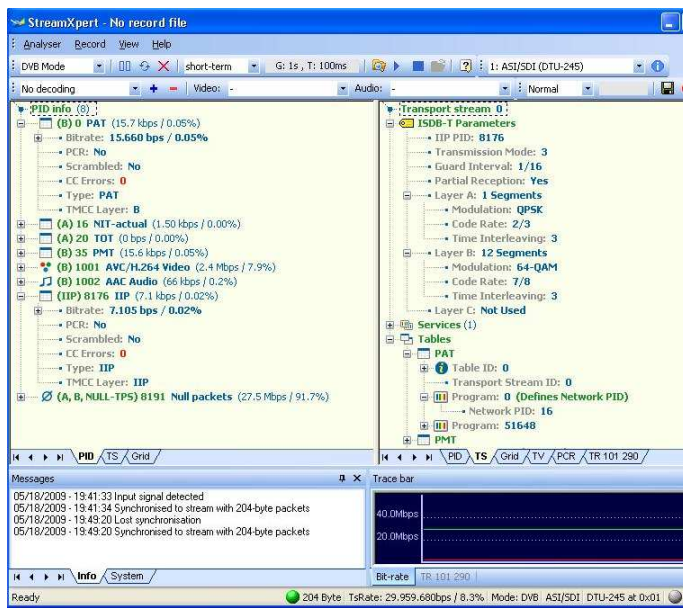 StreamXpert - No record file
Analyser Record View Help
DVB Mode short-term G: 1s , T: 100ms 1: ASI/SDI (DTU-245)
No decoding Video: - Audio: - Normal
PID info (8)
(B) 0 PAT (15.7 kbps / 0.05%)
Bitrate: 15.660 bps / 0.05%
PCR: No
Scrambled: No
CC Errors: 0
Type: PAT
TMCC Layer: B
(A) 16 NIT-actual (1.50 kbps / 0.00%)
(A) 20 TOT (0 bps / 0.00%)
(B) 35 PMT (15.6 kbps / 0.05%)
(B) 1001 AVC/H.264 Video (2.4 Mbps / 7.9%)
(B) 1002 AAC Audio (66 kbps / 0.2%)
(IIP) 8176 IIP (7.1 kbps / 0.02%)
Bitrate: 7.105 bps / 0.02%
PCR: No
Scrambled: No
CC Errors: 0
Type: IIP
TMCC Layer: IIP
(A, B, NULL-TPS) 8191 Null packets (27.5 Mbps / 91.7%)
PID TS Grid
Transport stream 0
ISDB-T Parameters
IIP PID: 8176
Transmission Mode: 3
Guard Interval: 1/16
Partial Reception: Yes
Layer A: 1 Segments
Modulation: QPSK
Code Rate: 2/3
Time Interleaving: 3
Layer B: 12 Segments
Modulation: 64-QAM
Code Rate: 7/8
Time Interleaving: 3
Layer C: Not Used
Services (1)
Tables
PAT
Table ID: 0
Transport Stream ID: 0
Program: 0 (Defines Network PID)
Network PID: 16
Program: 51648
PMT
PID TS Grid TV PCR TR 101 290
Messages
05/18/2009 - 19:41:33 Input signal detected
05/18/2009 - 19:41:34 Synchronised to stream with 204-byte packets
05/18/2009 - 19:49:20 Lost synchronisation
05/18/2009 - 19:49:20 Synchronised to stream with 204-byte packets
Info System
Trace bar
40.0Mbps
20.0Mbps
Bit-rate TR 101 290
Ready 204 Byte TsRate: 29.959.680bps / 8.3% Mode: DVB ASI/SDI DTU-245 at 0x01